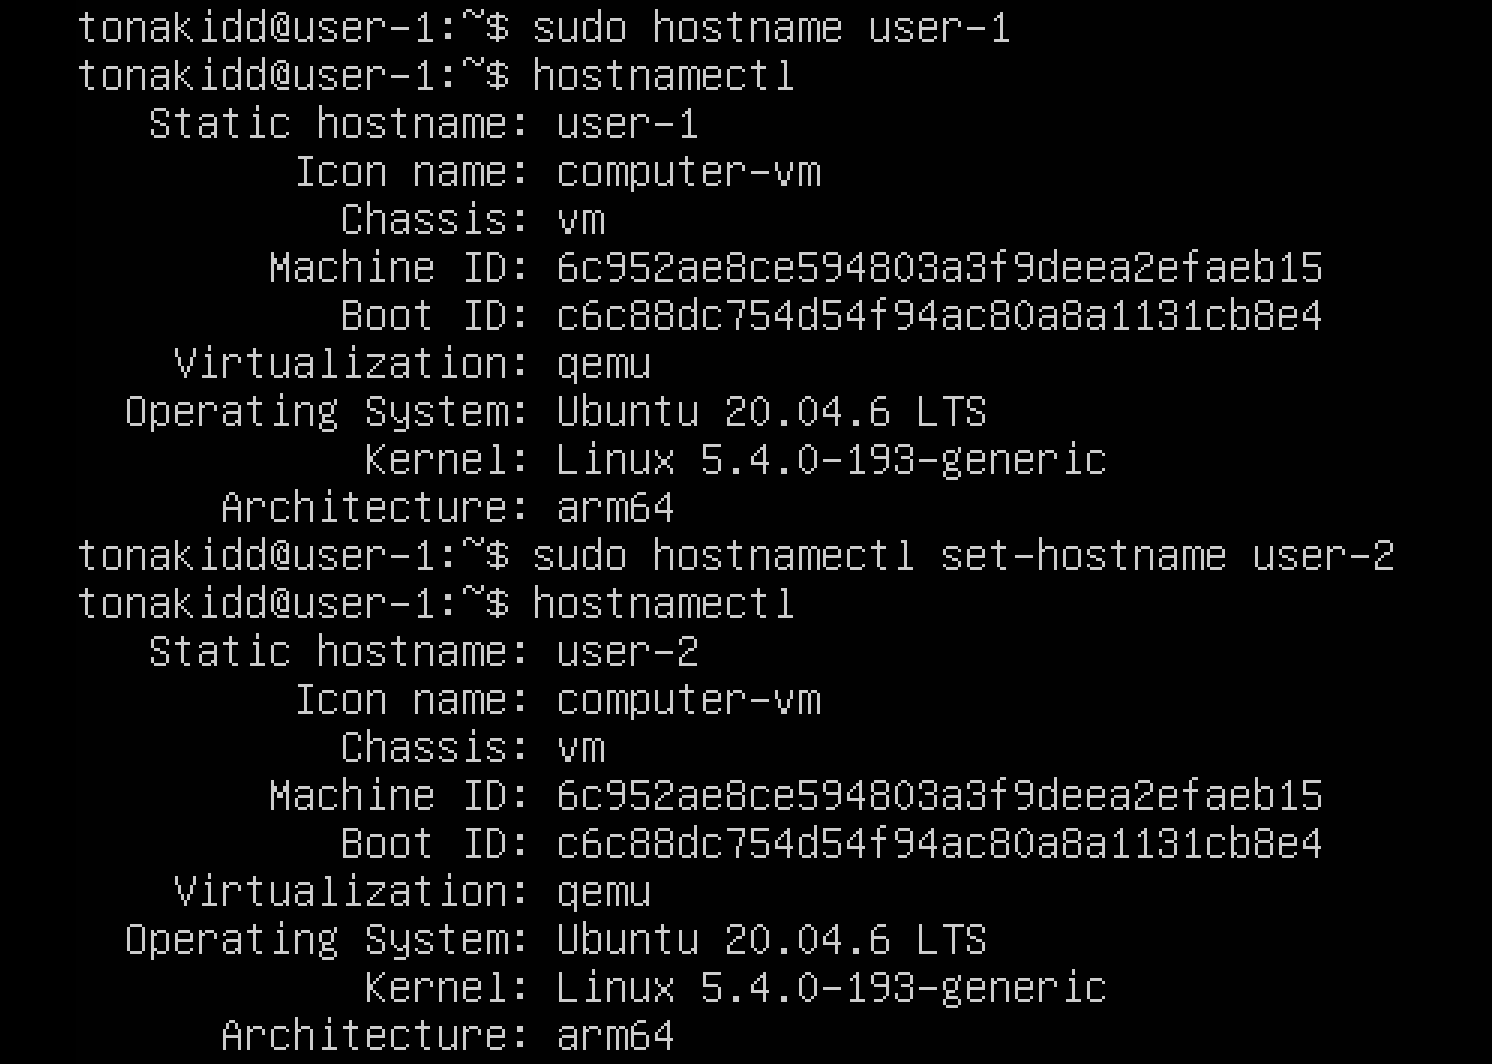 tonakidd@user-1:~$ sudo hostname user-1
tonakidd@user-1:~$ hostnamectl
Static hostname: user-1
Icon name: computer-vm
Chassis: vm
Machine ID: 6c952ae8ce594803a3f9deea2efaeb15
Boot ID: c6c88dc754d54f94ac80a8a1131cb8e4
Virtualization: qemu
Operating System: Ubuntu 20.04.6 LTS
Kernel: Linux 5.4.0-193-generic
Architecture: arm64
tonakidd@user-1:~$ sudo hostnamectl set-hostname user-2
tonakidd@user-1:~$ hostnamectl
Static hostname: user-2
Icon name: computer-vm
Chassis: vm
Machine ID: 6c952ae8ce594803a3f9deea2efaeb15
Boot ID: c6c88dc754d54f94ac80a8a1131cb8e4
Virtualization: qemu
Operating System: Ubuntu 20.04.6 LTS
Kernel: Linux 5.4.0-193-generic
Architecture: arm64